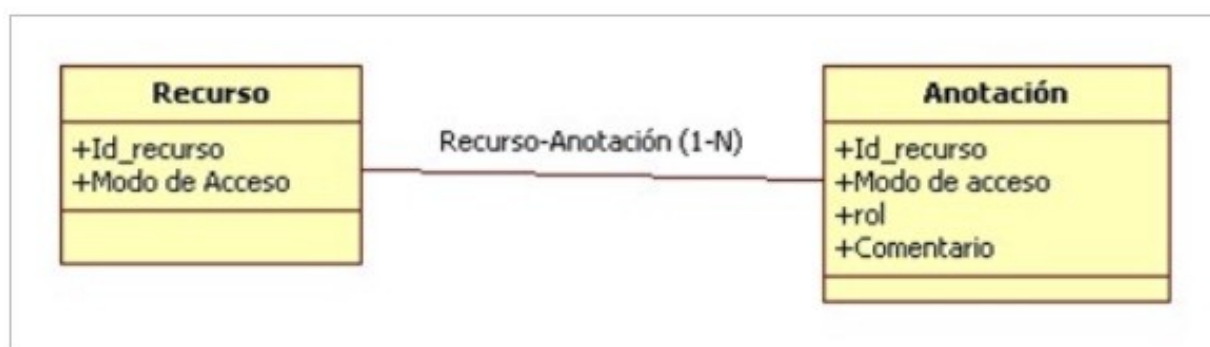 Recurso
+Id_recurso
+Modo de Acceso
Recurso-Anotación (1-N)
Anotación
+Id_recurso
+Modo de acceso
+rol
+Comentario